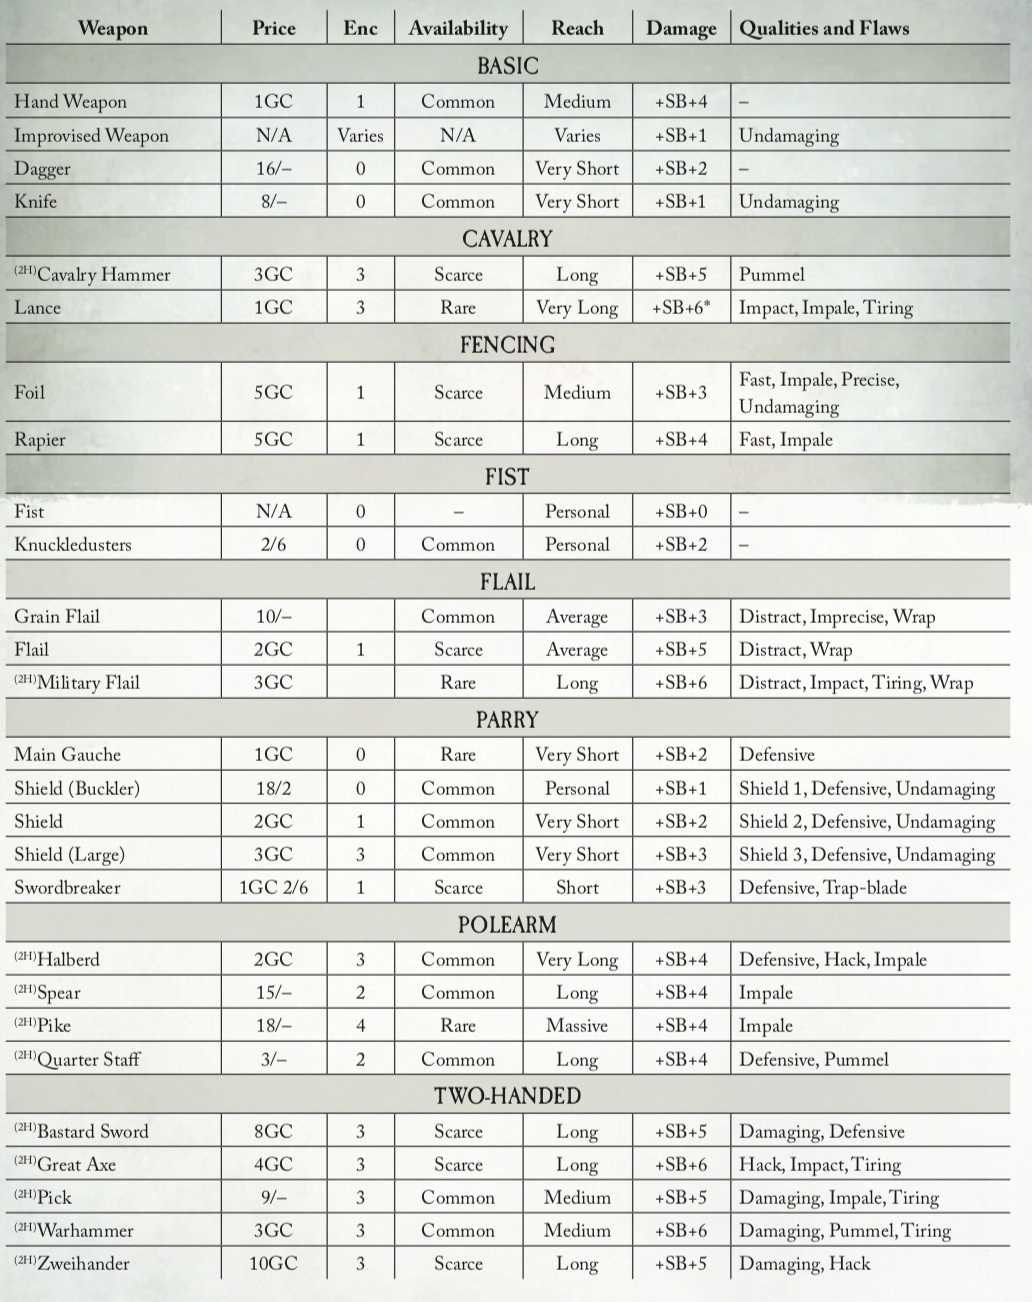 Weapon Price Enc Availability Reach Damage Qualities and Flaws
BASIC
Hand Weapon 1GC 1 Common Medium +SB+4 –
Improvised Weapon N/A Varies N/A Varies +SB+1 Undamaging
Dagger 16/– 0 Common Very Short +SB+2 –
Knife 8/– 0 Common Very Short +SB+1 Undamaging
CAVALRY
(2H)Cavalry Hammer 3GC 3 Scarce Long +SB+5 Pummel
Lance 1GC 3 Rare Very Long +SB+6* Impact, Impale, Tiring
FENCING
Foil 5GC 1 Scarce Medium +SB+3 Fast, Impale, Precise,
Undamaging
Rapier 5GC 1 Scarce Long +SB+4 Fast, Impale
FIST
Fist N/A 0 – Personal +SB+0 –
Knuckledusters 2/6 0 Common Personal +SB+2 –
FLAIL
Grain Flail 10/– Common Average +SB+3 Distract, Imprecise, Wrap
Flail 2GC 1 Scarce Average +SB+5 Distract, Wrap
(2H)Military Flail 3GC Rare Long +SB+6 Distract, Impact, Tiring, Wrap
PARRY
Main Gauche 1GC 0 Rare Very Short +SB+2 Defensive
Shield (Buckler) 18/2 0 Common Personal +SB+1 Shield 1, Defensive, Undamaging
Shield 2GC 1 Common Very Short +SB+2 Shield 2, Defensive, Undamaging
Shield (Large) 3GC 3 Common Very Short +SB+3 Shield 3, Defensive, Undamaging
Swordbreaker 1GC 2/6 1 Scarce Short +SB+3 Defensive, Trap-blade
POLEARM
(2H)Halberd 2GC 3 Common Very Long +SB+4 Defensive, Hack, Impale
(2H)Spear 15/– 2 Common Long +SB+4 Impale
(2H)Pike 18/– 4 Rare Massive +SB+4 Impale
(2H)Quarter Staff 3/– 2 Common Long +SB+4 Defensive, Pummel
TWO-HANDED
(2H)Bastard Sword 8GC 3 Scarce Long +SB+5 Damaging, Defensive
(2H)Great Axe 4GC 3 Scarce Long +SB+6 Hack, Impact, Tiring
(2H)Pick 9/– 3 Common Medium +SB+5 Damaging, Impale, Tiring
(2H)Warhammer 3GC 3 Common Medium +SB+6 Damaging, Pummel, Tiring
(2H)Zweihander 10GC 3 Scarce Long +SB+5 Damaging, Hack